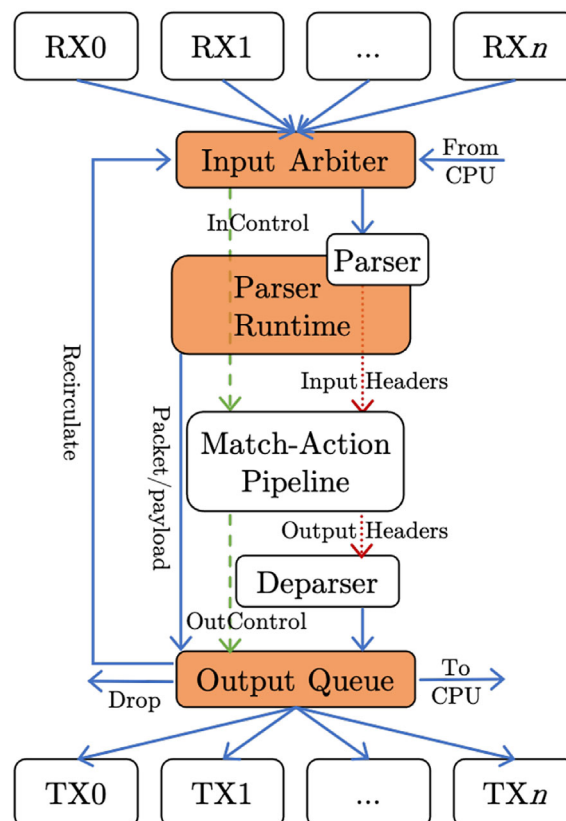 RX0
RX1
...
RXn
Input Arbiter
From
CPU
InControl
Parser
Parser
Runtime
Recirculate
Packet/payload
Input Headers
Match-Action
Pipeline
Output Headers
Deparser
OutControl
Output Queue
To
CPU
Drop
TX0
TX1
...
TXn